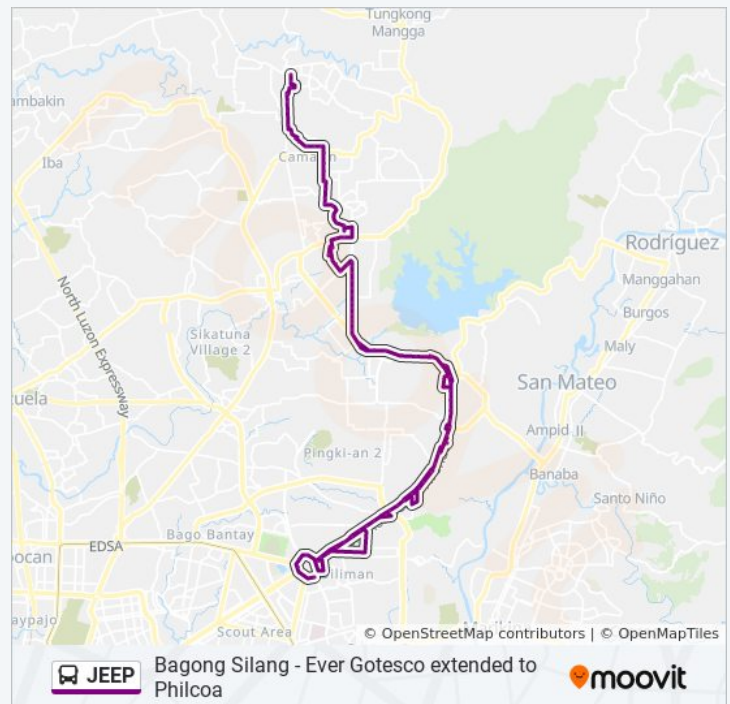 Tungkong
Mangga
ambakin
Iba
Camarin
Rodríguez
Manggahan
Burgos
North Luzon Expressway
Sikatuna
Village 2
Maly
San Mateo
zuela
Ampid II
Pingki-an 2
Banaba
Santo Niño
Bago Bantay
EDSA
oocan
Diliman
aypajo
Scout Area
© OpenStreetMap contributors | © OpenMapTiles
JEEP
Bagong Silang - Ever Gotesco extended to
Philcoa
moovit